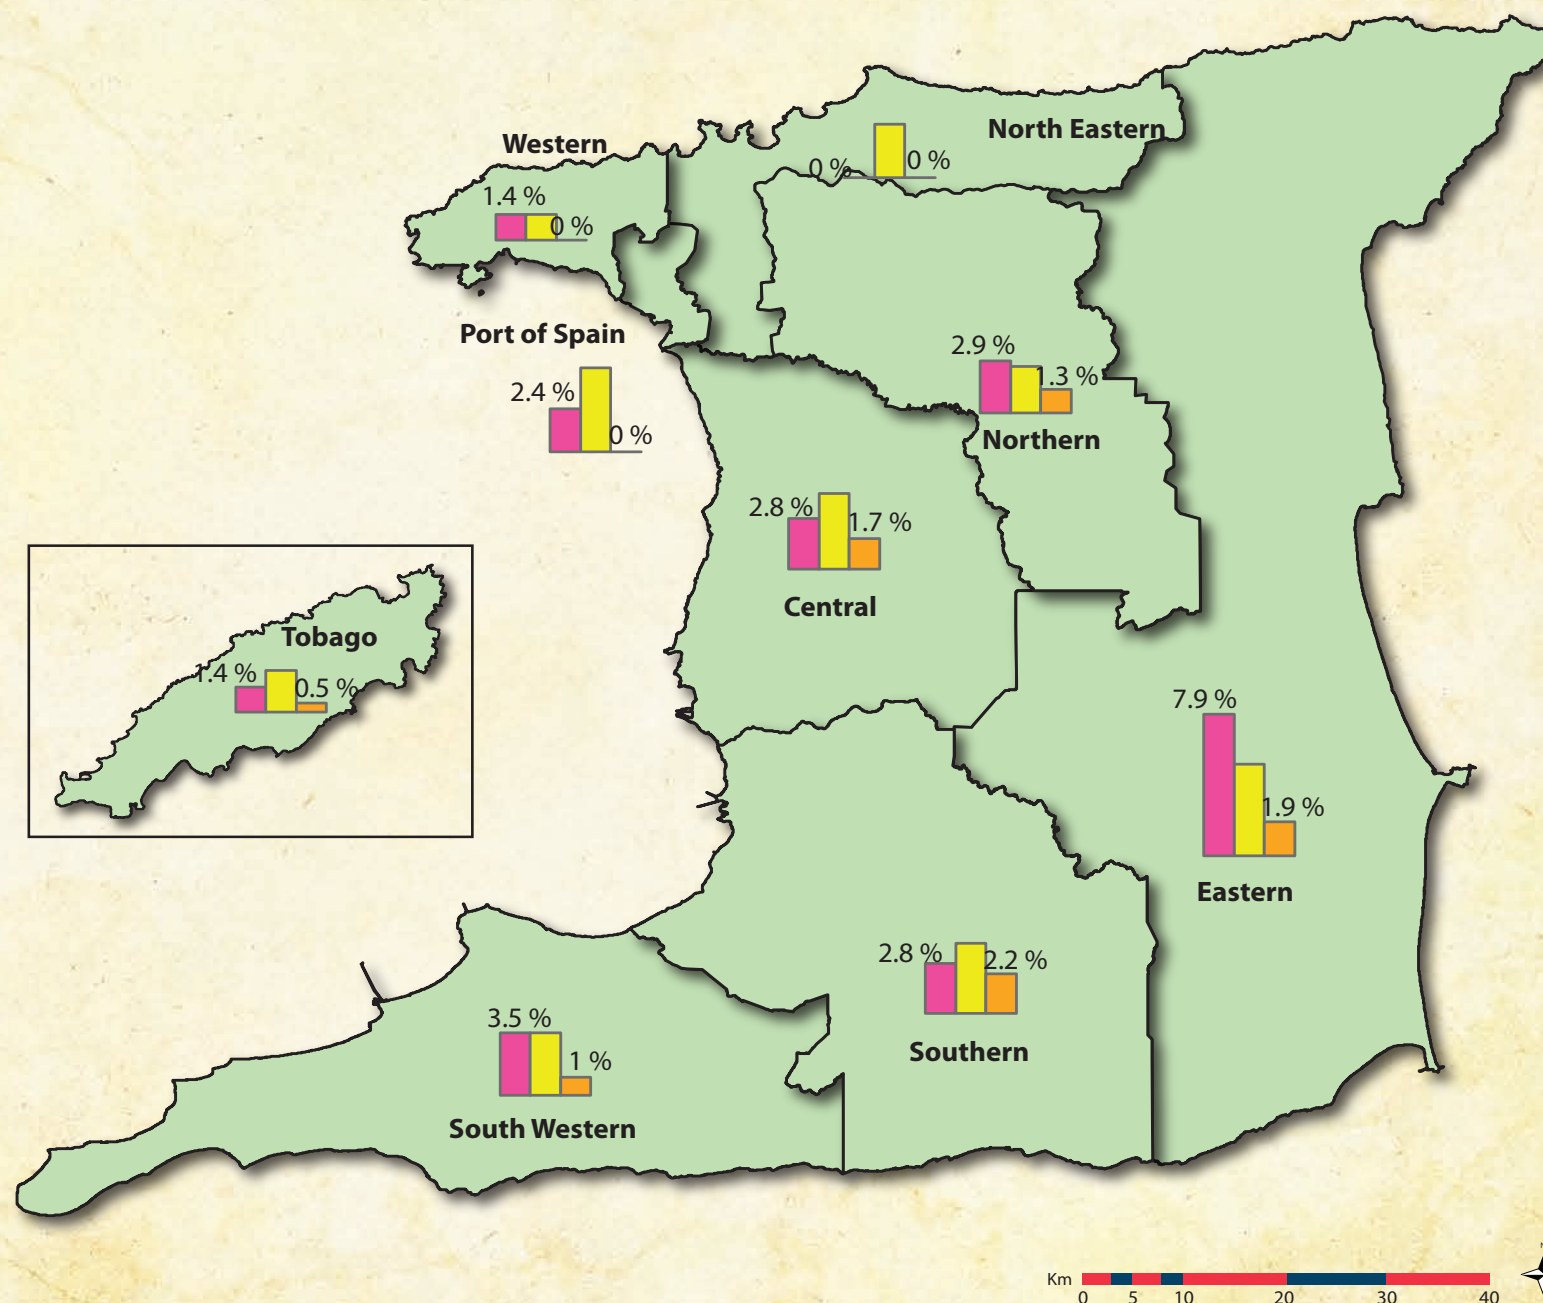 North Eastern
0 %
0 %
Western
1.4 %
0 %
Port of Spain
2.4 %
0 %
2.9 %
1.3 %
Northern
2.8 %
1.7 %
Central
Tobago
1.4 %
0.5 %
7.9 %
1.9 %
Eastern
2.8 %
2.2 %
Southern
3.5 %
1 %
South Western
Km
0 5 10 20 30 40